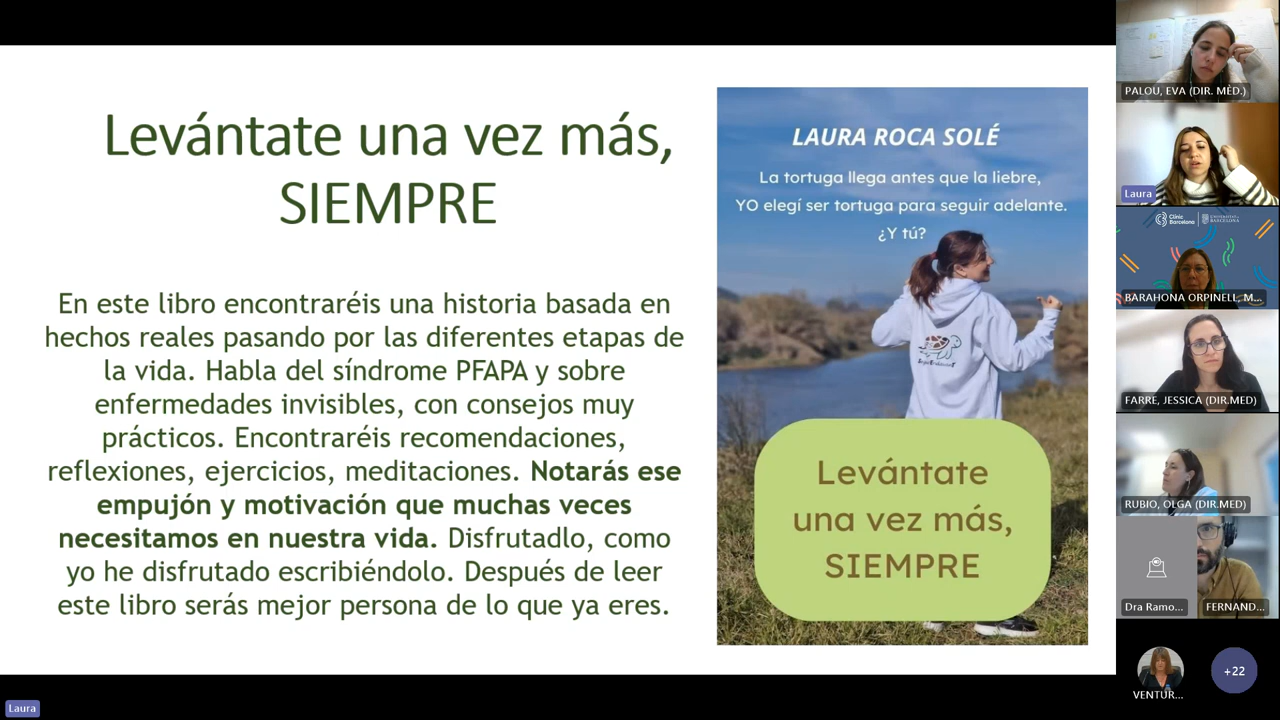 Levántate una vez más,
SIEMPRE
En este libro encontraréis una historia basada en
hechos reales pasando por las diferentes etapas de
la vida. Habla del síndrome PFAPA y sobre
enfermedades invisibles, con consejos muy
prácticos. Encontraréis recomendaciones,
reflexiones, ejercicios, meditaciones. Notarás ese
empujón y motivación que muchas veces
necesitamos en nuestra vida. Disfrutadlo, como
yo he disfrutado escribiéndolo. Después de leer
este libro serás mejor persona de lo que ya eres.
LAURA ROCA SOLÉ
La tortuga llega antes que la liebre,
YO elegí ser tortuga para seguir adelante.
¿Y tú?
Levántate
una vez más,
SIEMPRE
PALOU, EVA (DIR. MÈD.)
Laura
Clínic
Barcelona
UNIVERSITAT DE
BARCELONA
BARAHONA ORPINELL, M...
FARRE, JESSICA (DIR.MED)
RUBIO, OLGA (DIR.MED)
Dra Ramo...
FERNAND...
VENTUR...
+22
Laura